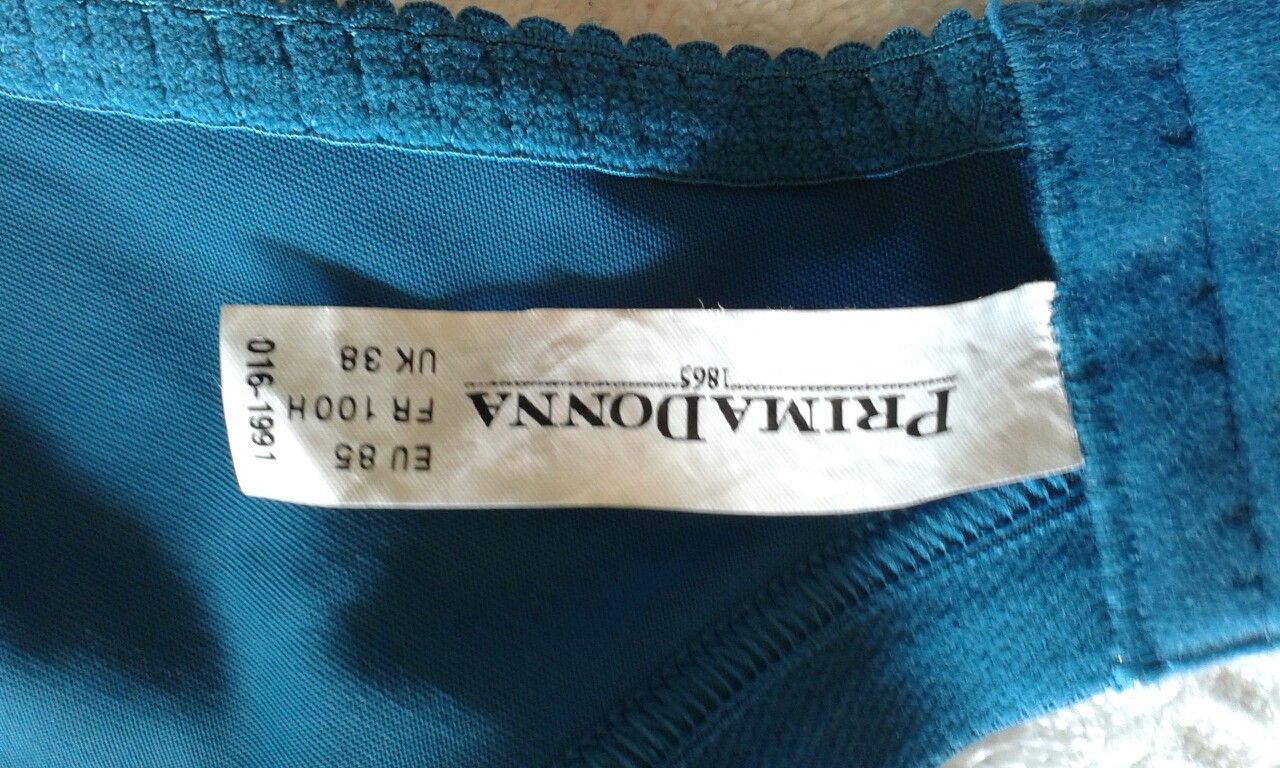 PRIMADONNA
1865
EU 85
FR 100H
UK 38
016-1991